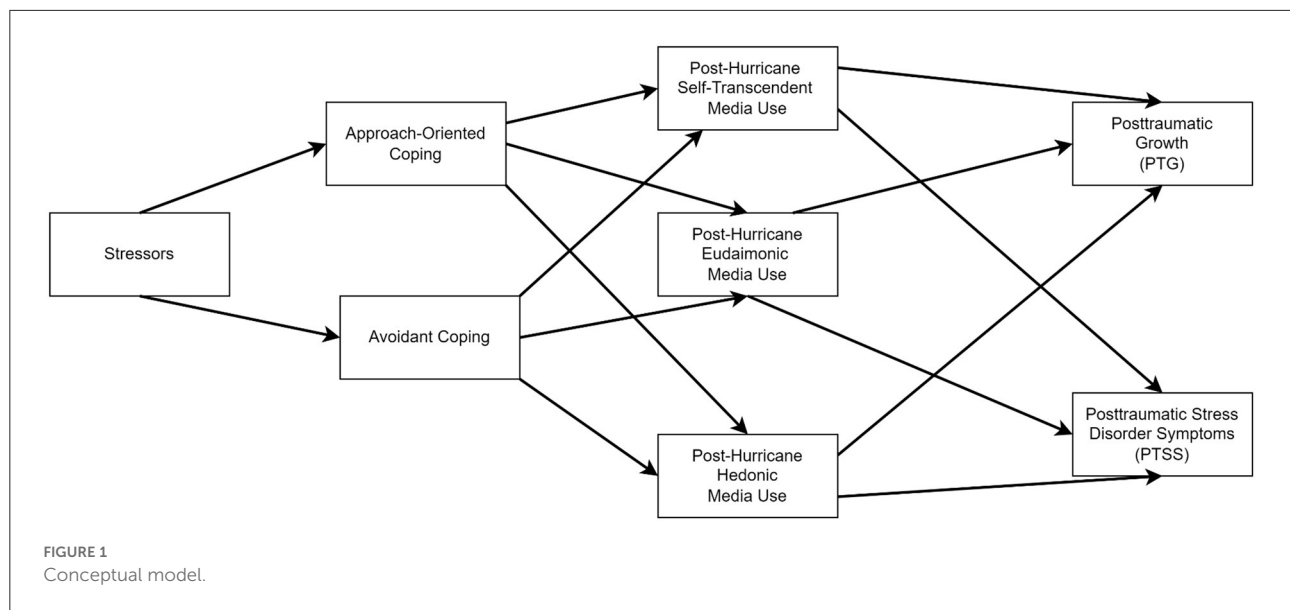 Stressors
Approach-Oriented
Coping
Avoidant Coping
Post-Hurricane
Self-Transcendent
Media Use
Post-Hurricane
Eudaimonic
Media Use
Post-Hurricane
Hedonic
Media Use
Posttraumatic
Growth
(PTG)
Posttraumatic Stress
Disorder Symptoms
(PTSS)
FIGURE 1
Conceptual model.